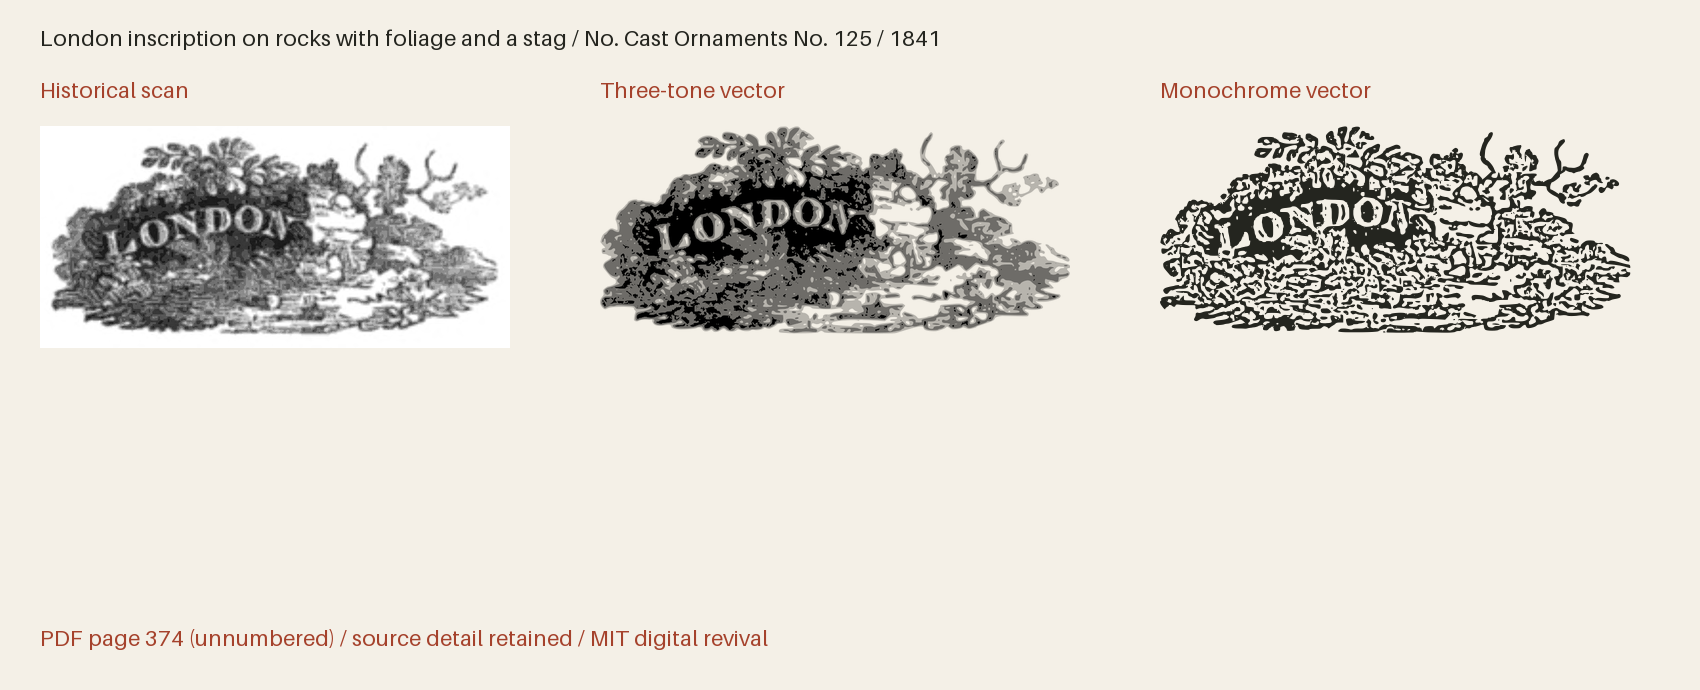 London inscription on rocks with foliage and a stag / No. Cast Ornaments No. 125 / 1841
Historical scan
Three-tone vector
Monochrome vector
LONDON
LONDON
LONDON
PDF page 374 (unnumbered) / source detail retained / MIT digital revival